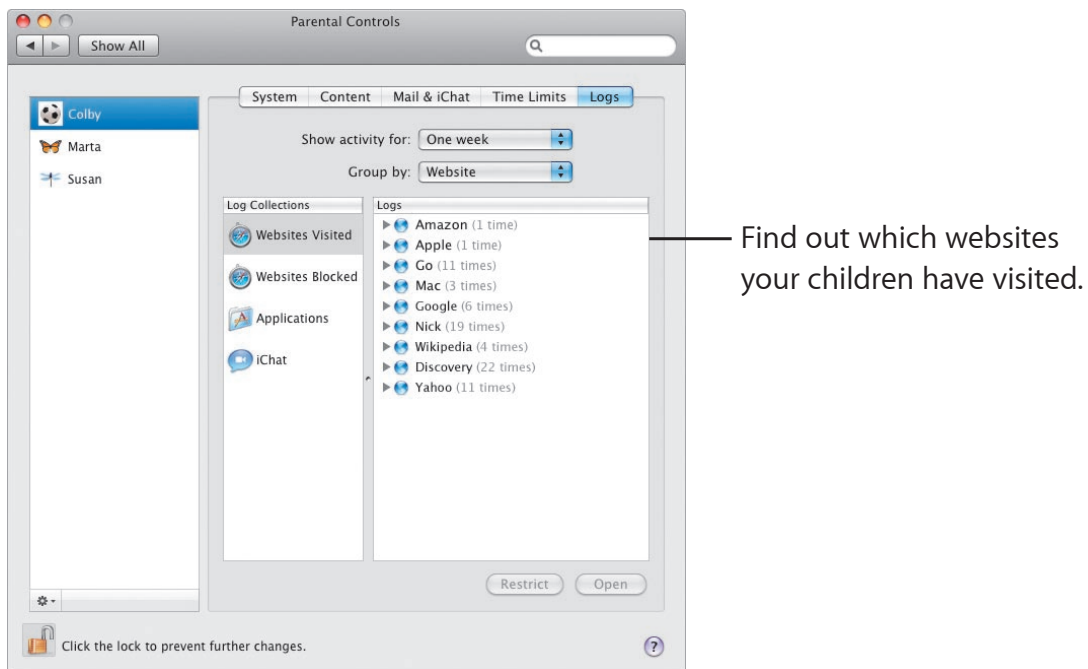 Parental Controls
Show All
Colby
Marta
Susan
System Content Mail & iChat Time Limits Logs
Show activity for: One week
Group by: Website
Log Collections
Websites Visited
Websites Blocked
Applications
iChat
Logs
Amazon (1 time)
Apple (1 time)
Go (11 times)
Mac (3 times)
Google (6 times)
Nick (19 times)
Wikipedia (4 times)
Discovery (22 times)
Yahoo (11 times)
Restrict Open
Click the lock to prevent further changes.
?
Find out which websites
your children have visited.